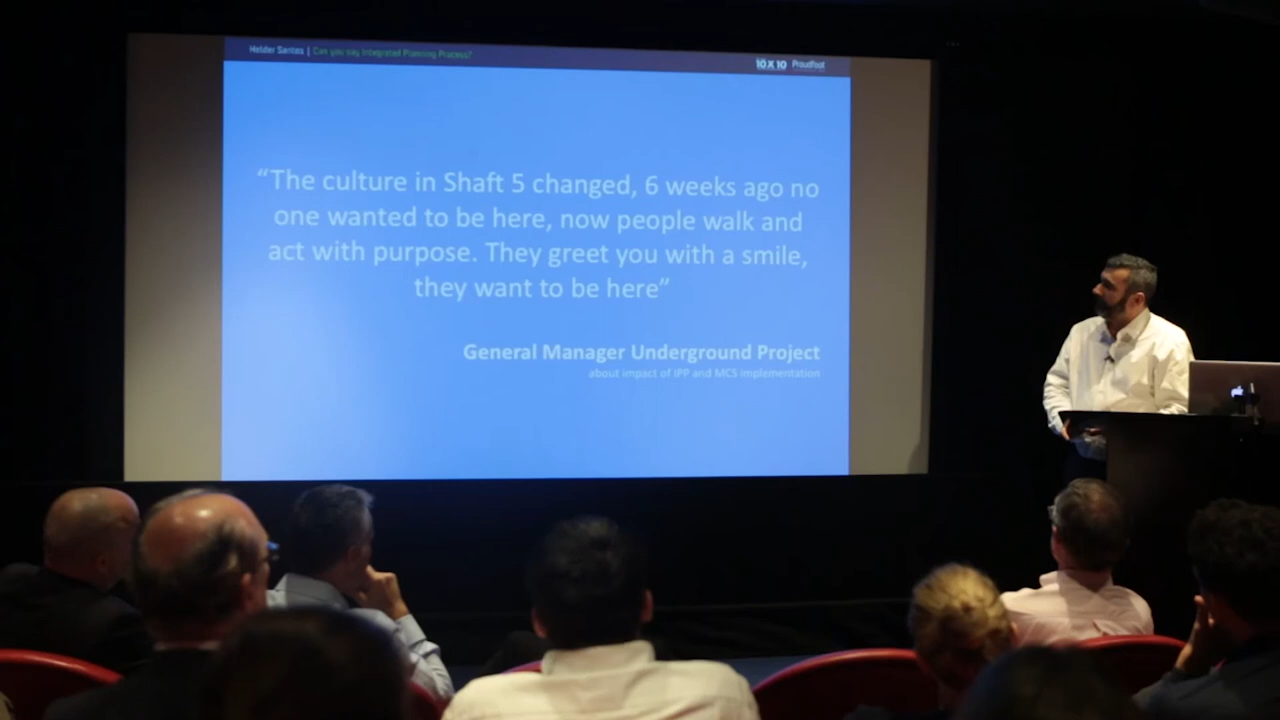 Helder Santos | Can you say Integrated Planning Process?
10X10 Proudfoot
“The culture in Shaft 5 changed, 6 weeks ago no
one wanted to be here, now people walk and
act with purpose. They greet you with a smile,
they want to be here”
General Manager Underground Project
about impact of IPP and MCS implementation